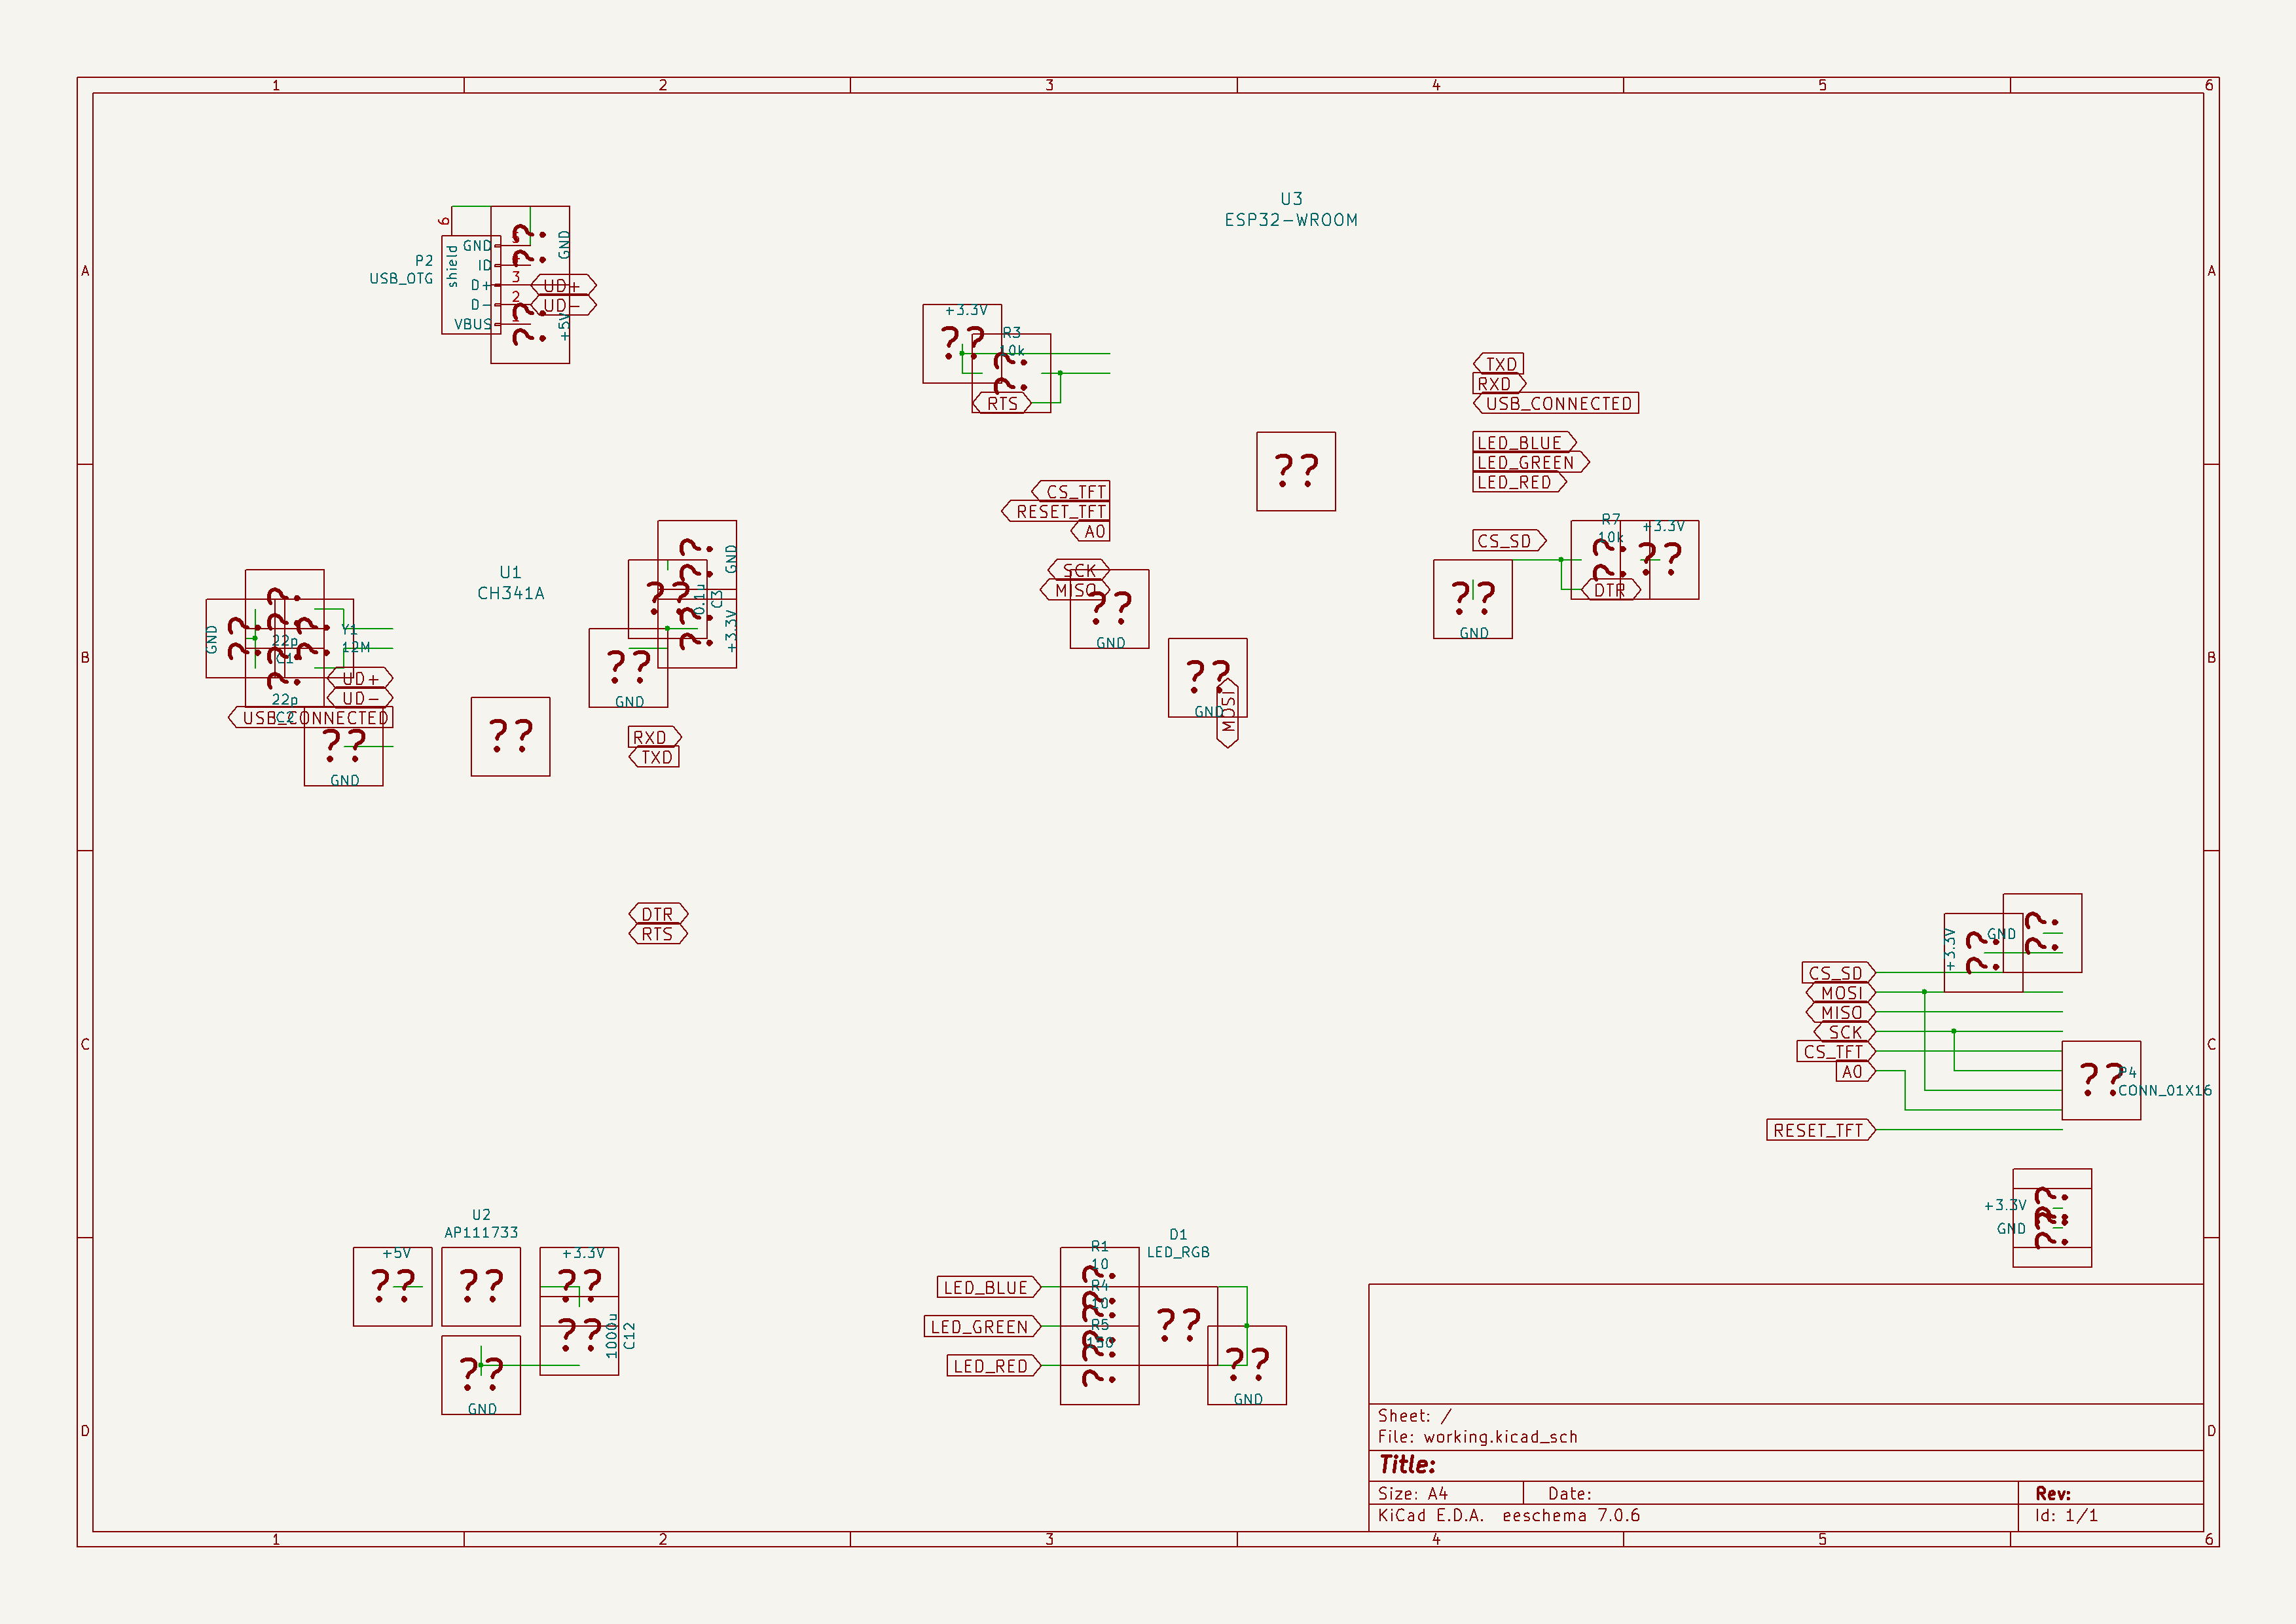 1 2 3 4 5 6
A
B
C
D
A
B
C
D
1 2 3 4 5 6
U3
ESP32-WROOM
P2
USB_OTG
6
shield
GND
ID
D+
D-
VBUS
3
2
1
GND
+5V
UD+
UD-
??
??
+3.3V
??
R3
10k
??
RTS
TXD
RXD
USB_CONNECTED
LED_BLUE
LED_GREEN
LED_RED
??
CS_TFT
RESET_TFT
A0
SCK
MISO
??
GND
??
GND
MOSI
CS_SD
??
GND
R7
10k
??
+3.3V
??
DTR
U1
CH341A
??
GND
??
??
22p
C1
??
22p
C2
??
Y1
12M
??
UD+
UD-
USB_CONNECTED
??
GND
??
GND
??
0.1u
C3
??
+3.3V
??
??
GND
RXD
TXD
DTR
RTS
GND
??
+3.3V
??
CS_SD
MOSI
MISO
SCK
CS_TFT
A0
RESET_TFT
??
P4
CONN_01X16
+3.3V
GND
??
??
U2
AP111733
+5V
??
??
+3.3V
??
??
1000u
C12
??
GND
D1
LED_RGB
R1
10
R4
10
R5
150
??
??
??
??
??
GND
LED_BLUE
LED_GREEN
LED_RED
Sheet: /
File: working.kicad_sch
Title:
Size: A4 Date: Rev:
KiCad E.D.A. eeschema 7.0.6 Id: 1/1